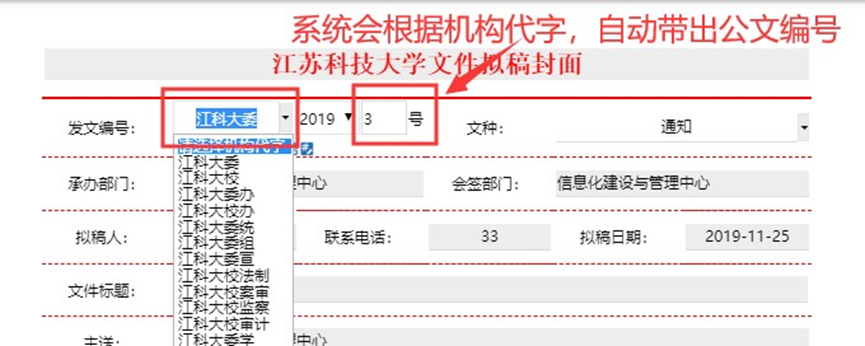 系统会根据机构代字，自动带出公文编号
江苏科技大学文件拟稿封面
发文编号： 江科大委 2019 3 号 文种： 通知
请选择机构代字
江科大委
江科大校
承办部门： 理中心 会签部门： 信息化建设与管理中心
江科大委办
江科大校办
江科大委统
拟稿人： 联系电话： 33 拟稿日期： 2019-11-25
江科大委组
江科大委宣
江科大校法制
文件标题：
江科大校案审
江科大校监察
江科大校审计
主送： 江科大委学 理中心